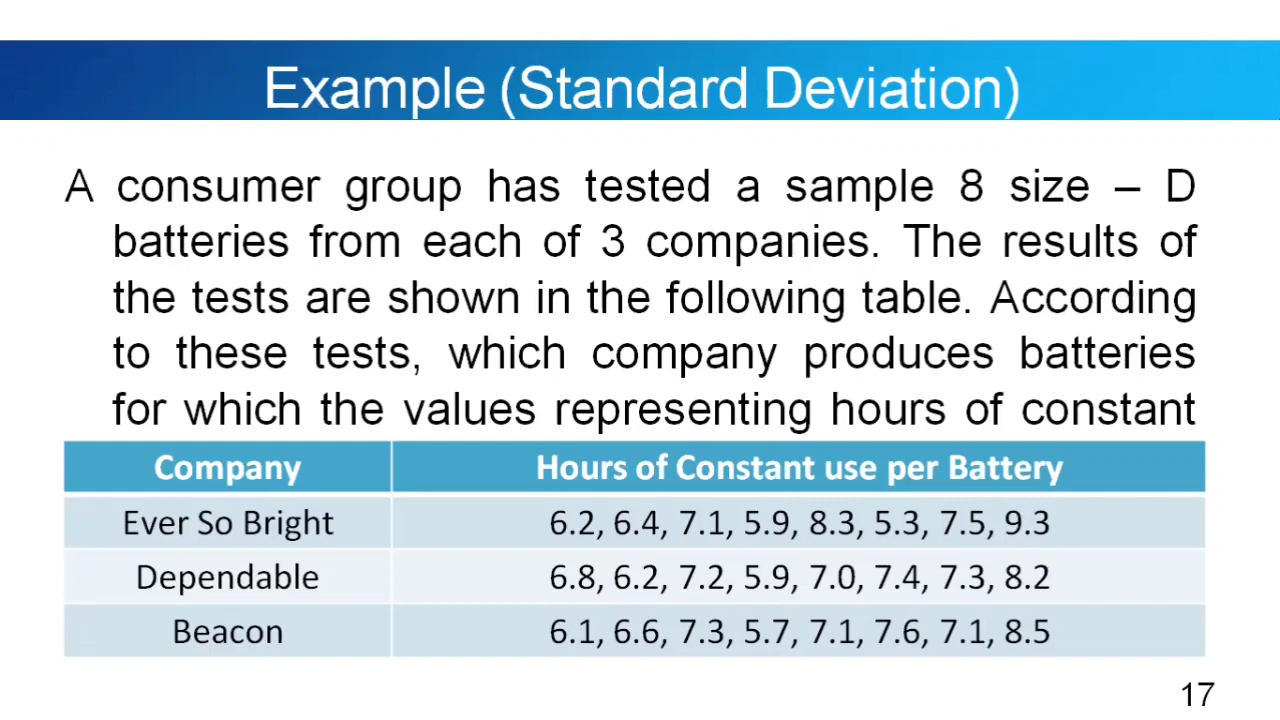 Example (Standard Deviation)
A consumer group has tested a sample 8 size – D
batteries from each of 3 companies. The results of
the tests are shown in the following table. According
to these tests, which company produces batteries
for which the values representing hours of constant
Company Hours of Constant use per Battery
Ever So Bright 6.2, 6.4, 7.1, 5.9, 8.3, 5.3, 7.5, 9.3
Dependable 6.8, 6.2, 7.2, 5.9, 7.0, 7.4, 7.3, 8.2
Beacon 6.1, 6.6, 7.3, 5.7, 7.1, 7.6, 7.1, 8.5
17